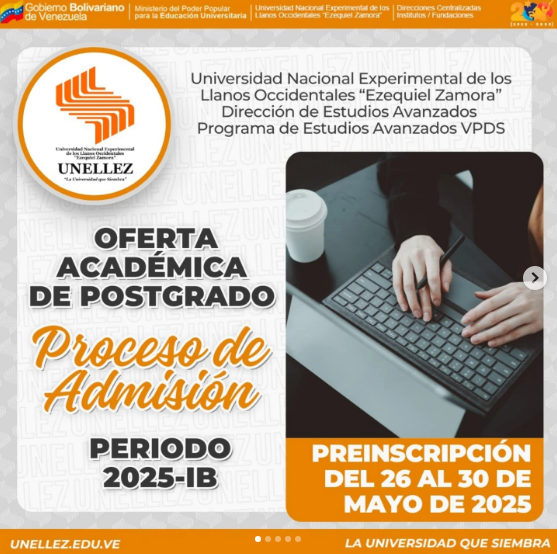 Gobierno Bolivariano
de Venezuela
Ministerio del Poder Popular
para la Educación Universitaria
Universidad Nacional Experimental de los
Llanos Occidentales "Ezequiel Zamora"
Direcciones Centralizadas
Institutos / Fundaciones
Universidad Nacional Experimental de los
Llanos Occidentales “Ezequiel Zamora”
Dirección de Estudios Avanzados
Programa de Estudios Avanzados VPDS
Universidad Nacional Experimental
de los Llanos Occidentales
"Ezequiel Zamora"
UNELLEZ
"La Universidad que Siembra"
OFERTA
ACADÉMICA
DE POSTGRADO
Proceso de
Admisión
PERIODO
2025-IB
PREINSCRIPCIÓN
DEL 26 AL 30 DE
MAYO DE 2025
UNELLEZ.EDU.VE
LA UNIVERSIDAD QUE SIEMBRA